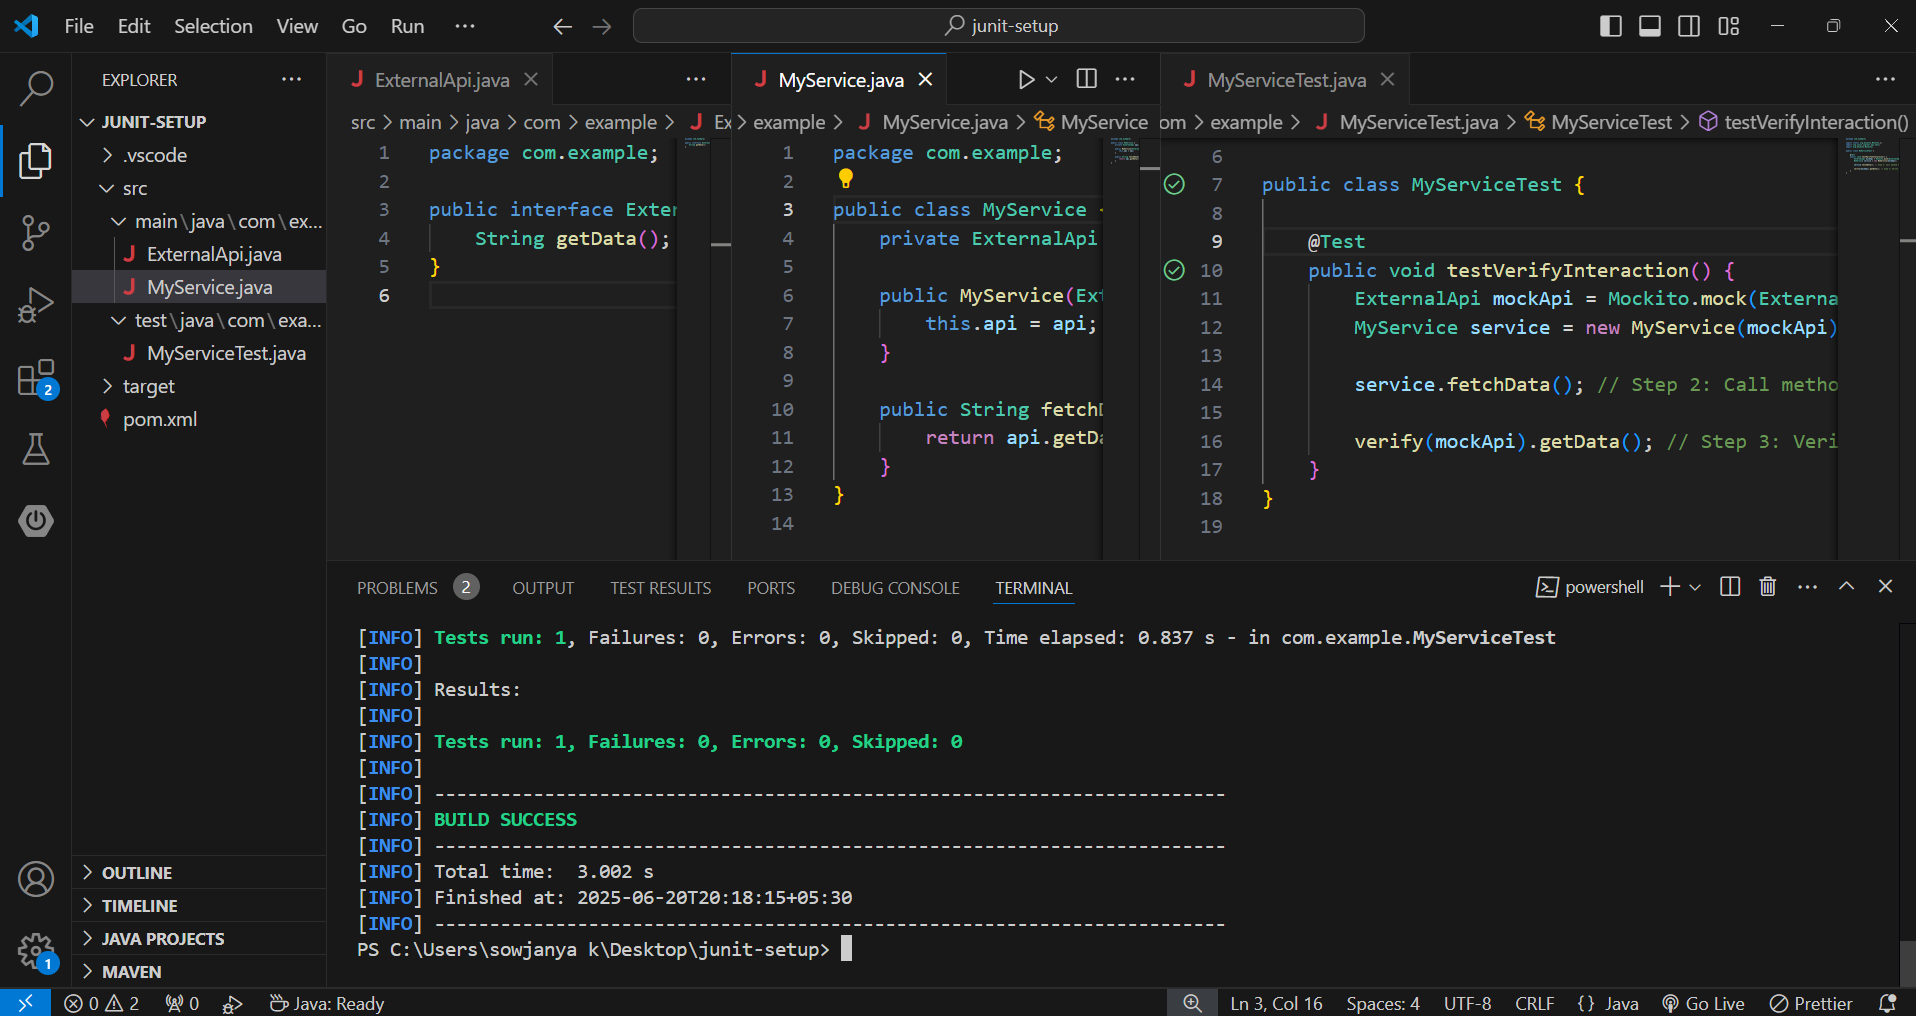 File Edit Selection View Go Run ···
junit-setup
EXPLORER
JUNIT-SETUP
.vscode
src
main\java\com\ex...
ExternalApi.java
MyService.java
test\java\com\exa...
MyServiceTest.java
target
pom.xml
2
OUTLINE
TIMELINE
JAVA PROJECTS
MAVEN
1
ExternalApi.java
src > main > java > com > example > Ex
1 package com.example;
2
3 public interface Exter
4 String getData();
5 }
6
MyService.java
example > MyService.java > MyService
1 package com.example;
2
3 public class MyService {
4 private ExternalApi
5
6 public MyService(Ext
7 this.api = api;
8 }
9
10 public String fetchD
11 return api.getDa
12 }
13 }
14
MyServiceTest.java
om > example > MyServiceTest.java > MyServiceTest > testVerifyInteraction()
6
7 public class MyServiceTest {
8
9 @Test
10 public void testVerifyInteraction() {
11 ExternalApi mockApi = Mockito.mock(Externa
12 MyService service = new MyService(mockApi)
13
14 service.fetchData(); // Step 2: Call metho
15
16 verify(mockApi).getData(); // Step 3: Veri
17 }
18 }
19
PROBLEMS 2 OUTPUT TEST RESULTS PORTS DEBUG CONSOLE TERMINAL
powershell
[INFO] Tests run: 1, Failures: 0, Errors: 0, Skipped: 0, Time elapsed: 0.837 s - in com.example.MyServiceTest
[INFO]
[INFO] Results:
[INFO]
[INFO] Tests run: 1, Failures: 0, Errors: 0, Skipped: 0
[INFO]
[INFO] ------------------------------------------------------------------------
[INFO] BUILD SUCCESS
[INFO] ------------------------------------------------------------------------
[INFO] Total time:  3.002 s
[INFO] Finished at: 2025-06-20T20:18:15+05:30
[INFO] ------------------------------------------------------------------------
PS C:\Users\sowjanya k\Desktop\junit-setup>
0 2 0 Java: Ready
Ln 3, Col 16 Spaces: 4 UTF-8 CRLF {} Java Go Live Prettier